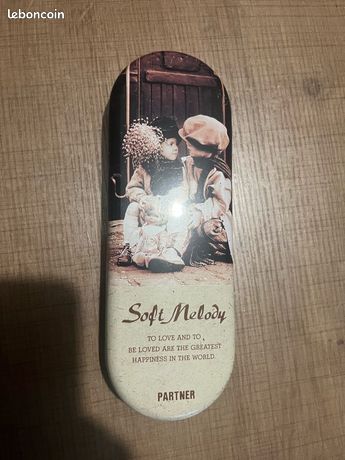 leboncoin
Soft Melody
TO LOVE AND TO
BE LOVED ARE THE GREATEST
HAPPINESS IN THE WORLD
PARTNER